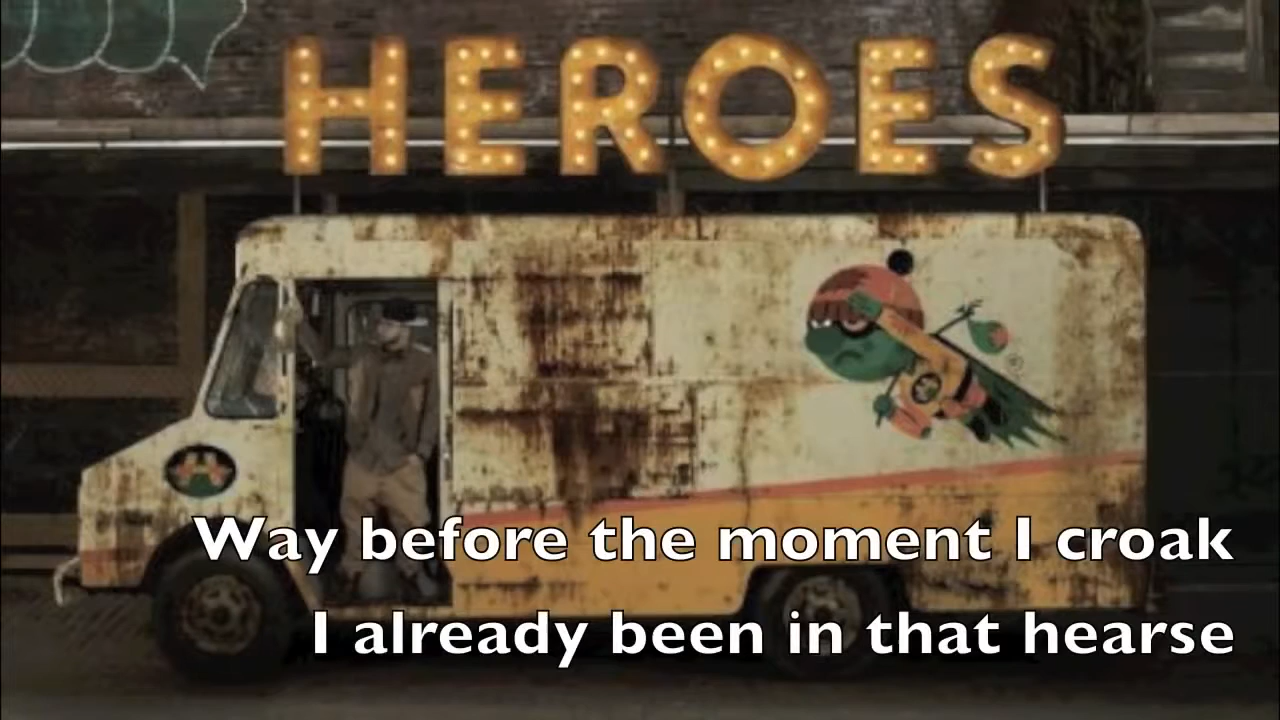 HEROES
Way before the moment I croak
I already been in that hearse